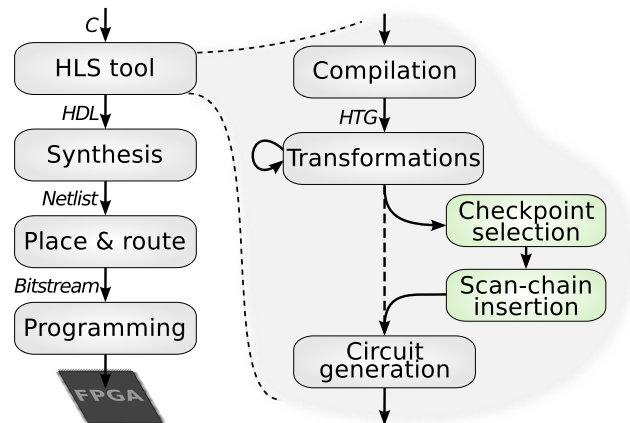 C
HLS tool
HDL
Synthesis
Netlist
Place & route
Bitstream
Programming
FPGA
Compilation
HTG
Transformations
Checkpoint
selection
Scan-chain
insertion
Circuit
generation